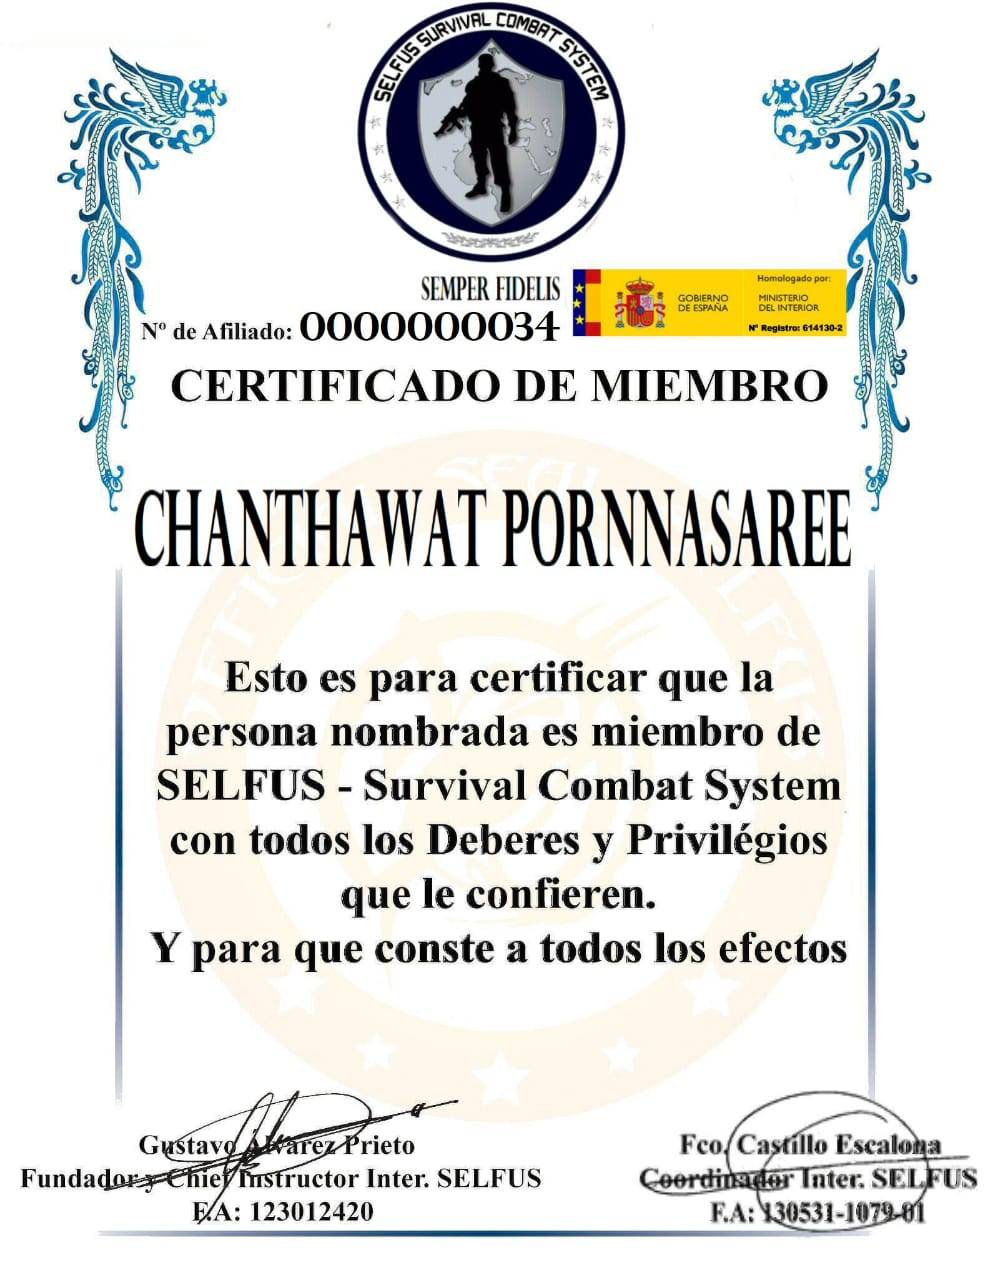 SELFUS SURVIVAL COMBAT SYSTEM
SEMPER FIDELIS
Nº de Afiliado: 0000000034
GOBIERNO
DE ESPAÑA
Homologado por:
MINISTERIO
DEL INTERIOR
Nº Registro: 614130-2
CERTIFICADO DE MIEMBRO
CHANTHAWAT PORNNASAREE
Esto es para certificar que la
persona nombrada es miembro de
SELFUS - Survival Combat System
con todos los Deberes y Privilégios
que le confieren.
Y para que conste a todos los efectos
Gustavo Álvarez Prieto
Fundador y Chief Instructor Inter. SELFUS
F.A: 123012420
Fco. Castillo Escalona
Coordinador Inter. SELFUS
F.A: 130531-1079-01